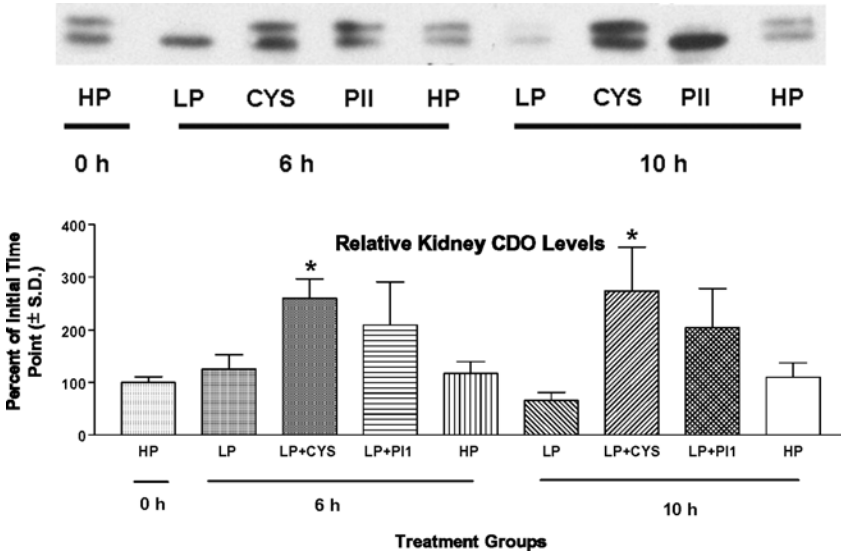 HP LP CYS PII HP LP CYS PII HP
0 h 6 h 10 h
Relative Kidney CDO Levels
Percent of Initial Time
Point (± S.D.)
400
300
200
100
0
* *
HP LP LP+CYS LP+PI1 HP LP LP+CYS LP+PI1 HP
0 h 6 h 10 h
Treatment Groups